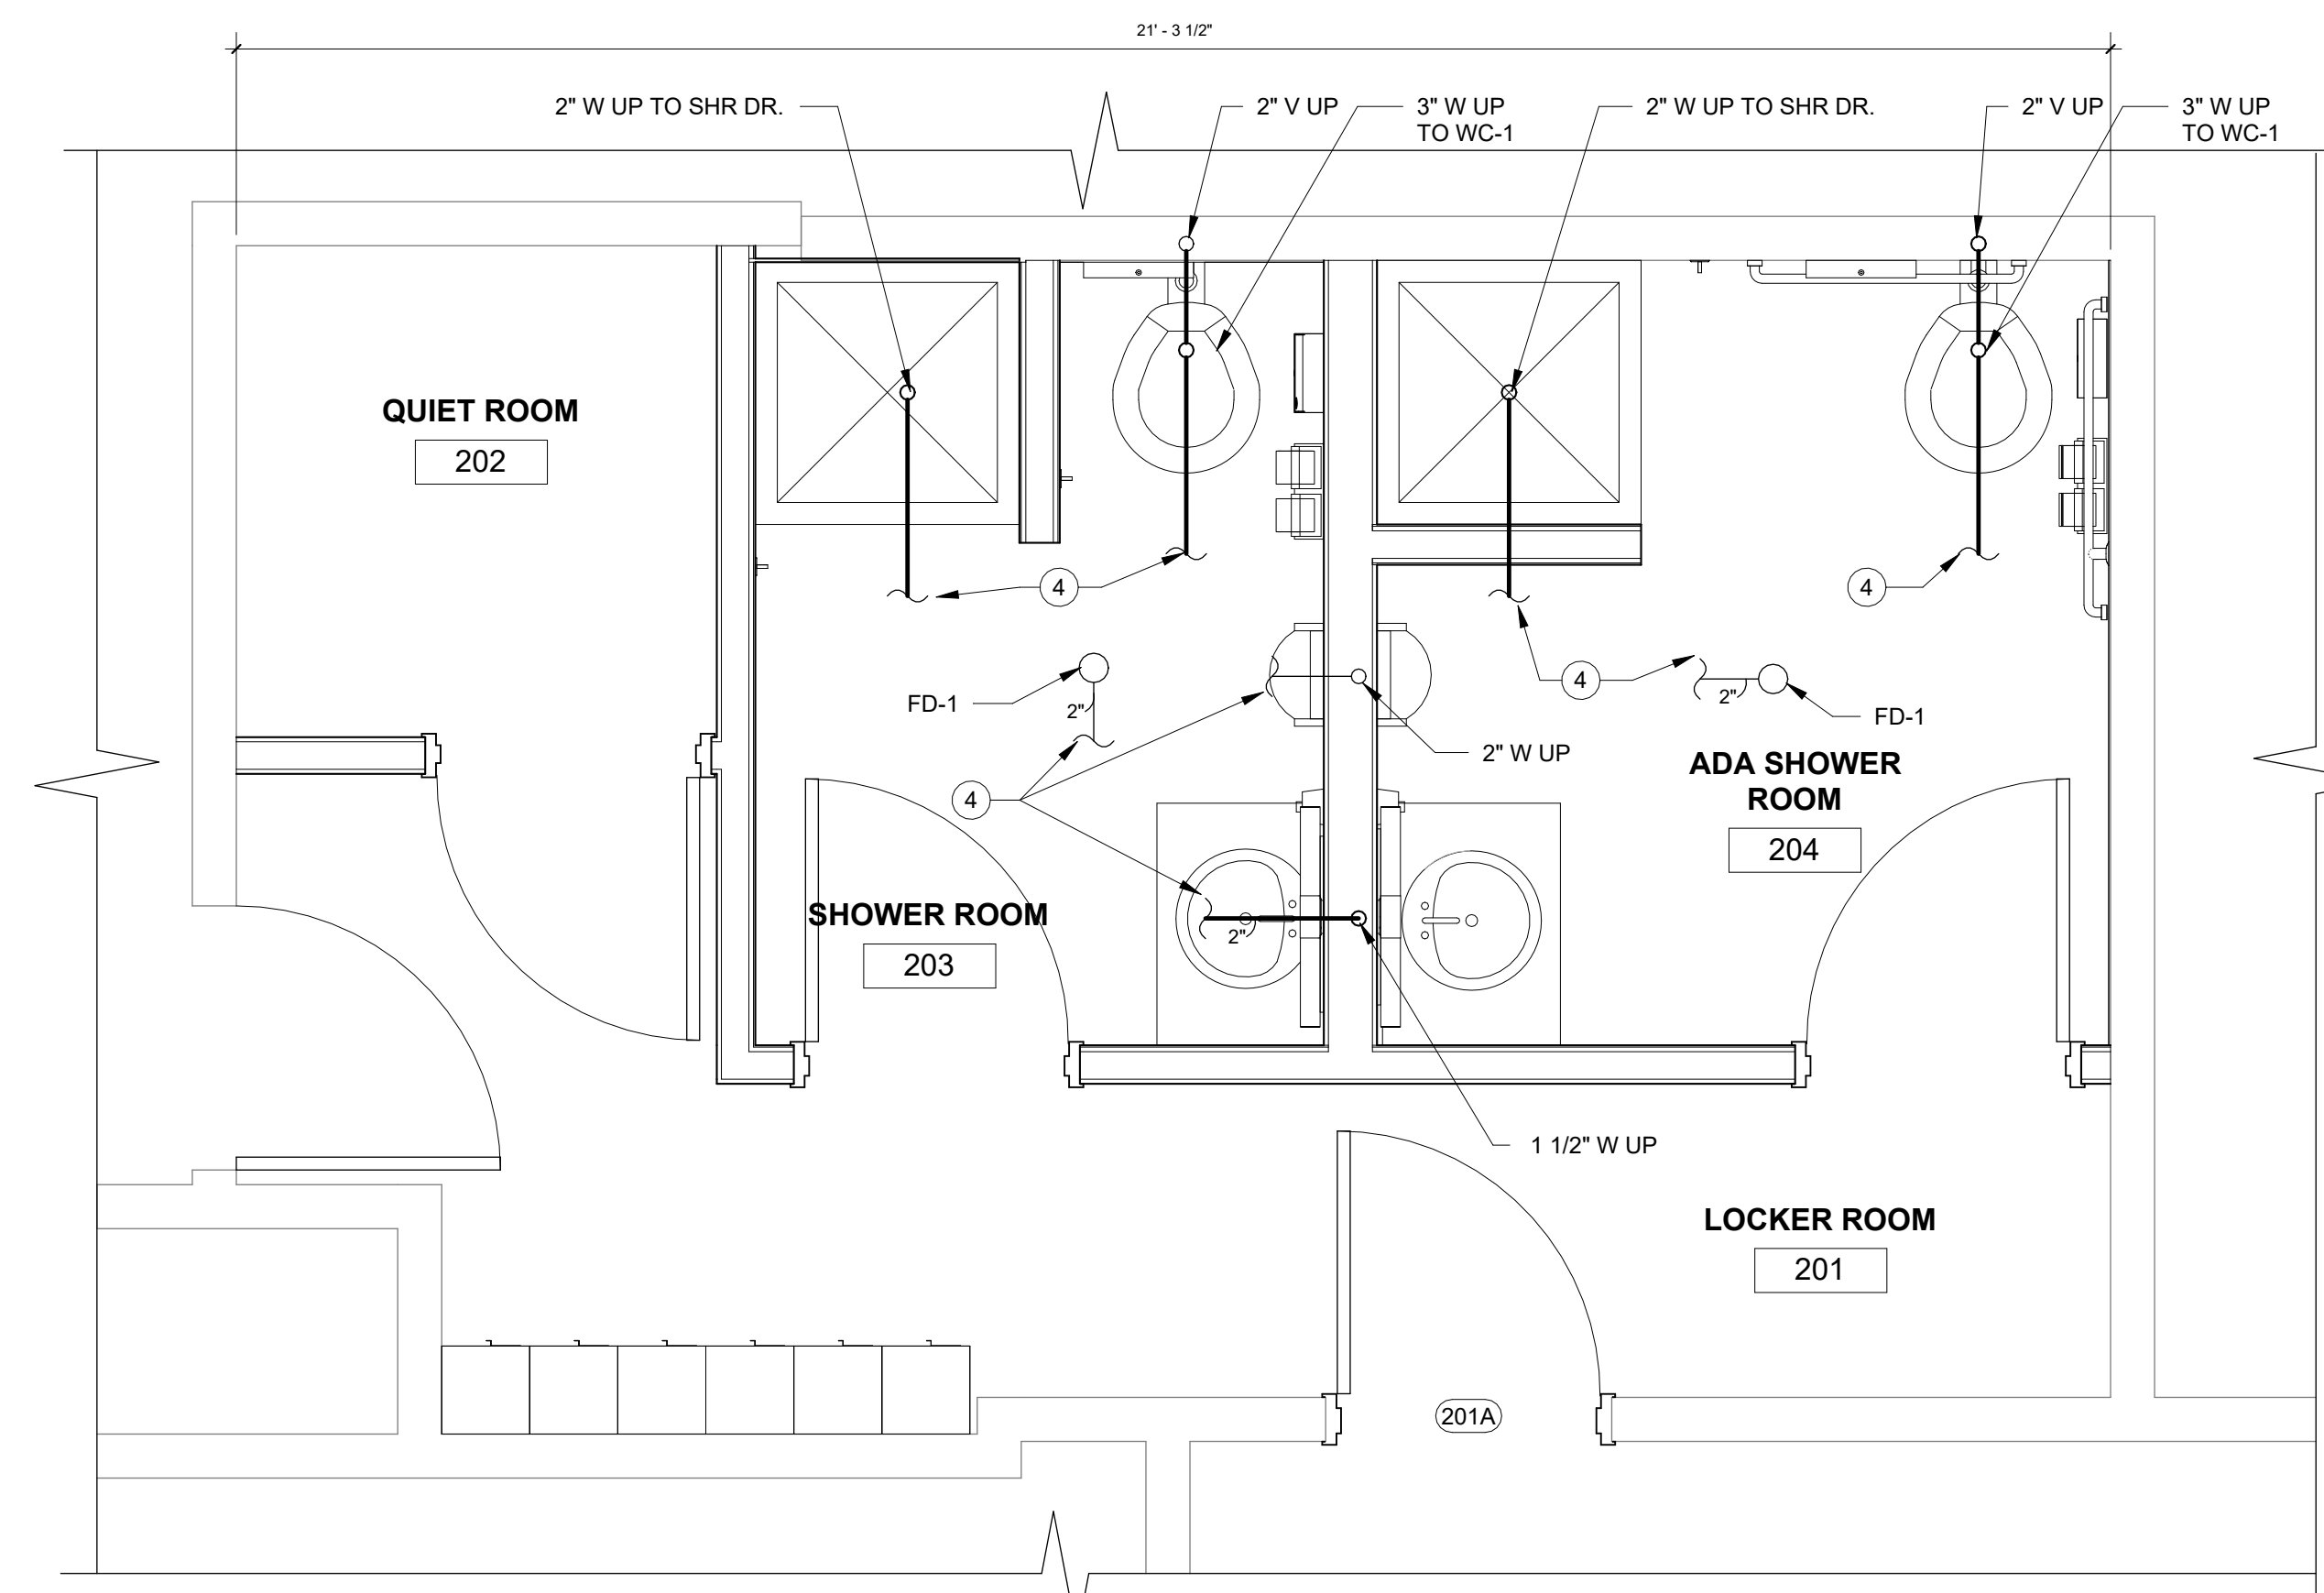 21' - 3 1/2"
2" W UP TO SHR DR.
2" V UP
3" W UP
TO WC-1
2" W UP TO SHR DR.
2" V UP
3" W UP
TO WC-1
QUIET ROOM
202
4
4
4
FD-1
2"
2"
FD-1
2" W UP
ADA SHOWER
ROOM
204
4
SHOWER ROOM
203
2"
1 1/2" W UP
LOCKER ROOM
201
201A